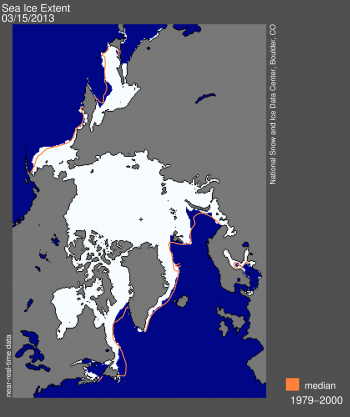 Sea Ice Extent
03/15/2013
National Snow and Ice Data Center, Boulder, CO
near-real-time data
median
1979–2000